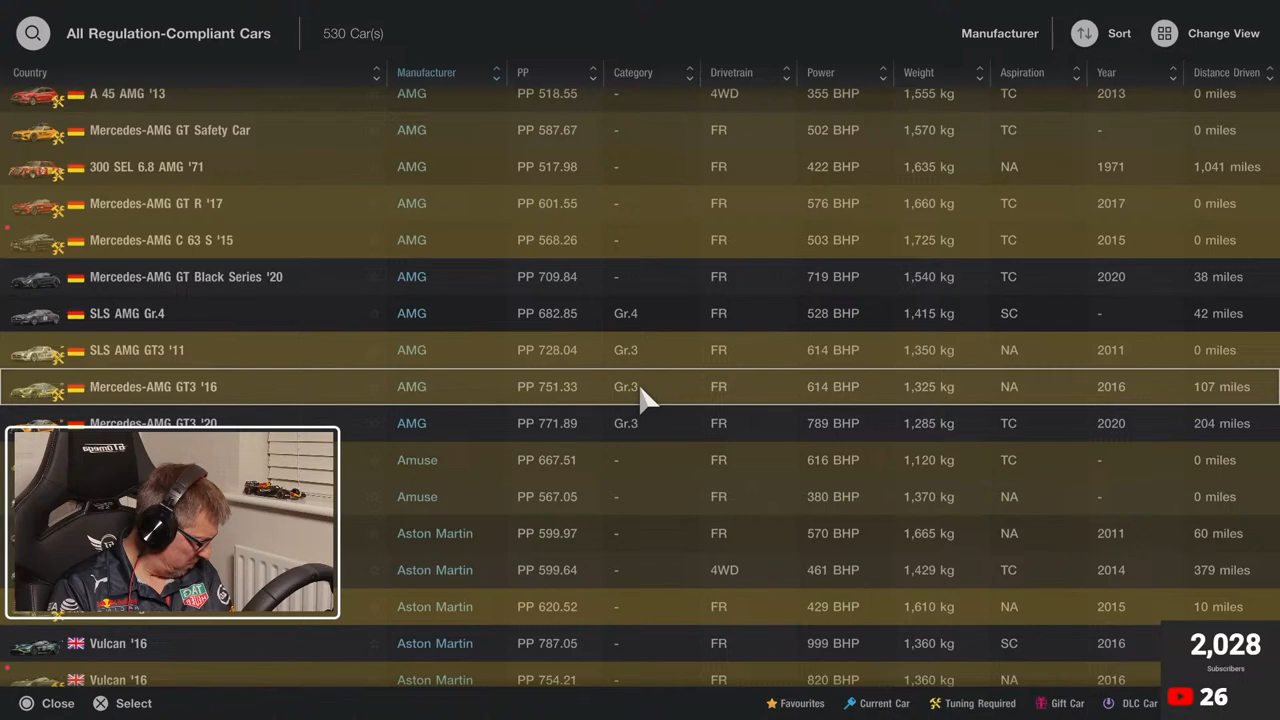 All Regulation-Compliant Cars 530 Car(s) Manufacturer Sort Change View
Country Manufacturer PP Category Drivetrain Power Weight Aspiration Year Distance Driven
A 45 AMG '13 AMG PP 518.55 - 4WD 355 BHP 1,555 kg TC 2013 0 miles
Mercedes-AMG GT Safety Car AMG PP 587.67 - FR 502 BHP 1,570 kg TC - 0 miles
300 SEL 6.8 AMG '71 AMG PP 517.98 - FR 422 BHP 1,635 kg NA 1971 1,041 miles
Mercedes-AMG GT R '17 AMG PP 601.55 - FR 576 BHP 1,660 kg TC 2017 0 miles
Mercedes-AMG C 63 S '15 AMG PP 568.26 - FR 503 BHP 1,725 kg TC 2015 0 miles
Mercedes-AMG GT Black Series '20 AMG PP 709.84 - FR 719 BHP 1,540 kg TC 2020 38 miles
SLS AMG Gr.4 AMG PP 682.85 Gr.4 FR 528 BHP 1,415 kg SC - 42 miles
SLS AMG GT3 '11 AMG PP 728.04 Gr.3 FR 614 BHP 1,350 kg NA 2011 0 miles
Mercedes-AMG GT3 '16 AMG PP 751.33 Gr.3 FR 614 BHP 1,325 kg NA 2016 107 miles
Mercedes-AMG GT3 '20 AMG PP 771.89 Gr.3 FR 789 BHP 1,285 kg TC 2020 204 miles
Amuse PP 667.51 - FR 616 BHP 1,120 kg TC - 0 miles
Amuse PP 567.05 - FR 380 BHP 1,370 kg NA - 0 miles
Aston Martin PP 599.97 - FR 570 BHP 1,665 kg NA 2011 60 miles
Aston Martin PP 599.64 - 4WD 461 BHP 1,429 kg TC 2014 379 miles
Aston Martin PP 620.52 - FR 429 BHP 1,610 kg NA 2015 10 miles
Vulcan '16 Aston Martin PP 787.05 - FR 999 BHP 1,360 kg SC 2016
Vulcan '16 Aston Martin PP 754.21 - FR 820 BHP 1,360 kg NA 2016
2,028
Subscribers
26
Close Select Favourites Current Car Tuning Required Gift Car DLC Car